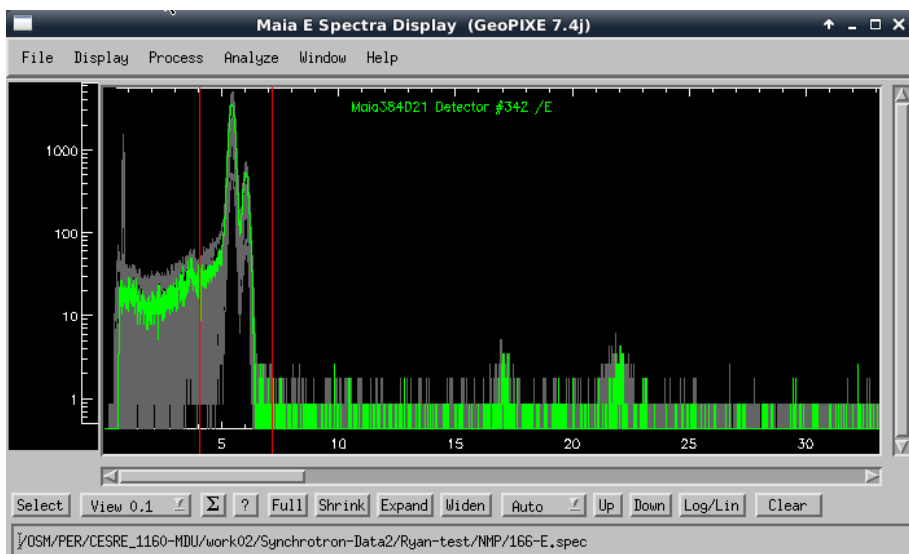 Maia E Spectra Display (GeoPIXE 7.4j)
File Display Process Analyze Window Help
Maia384D21 Detector #342 /E
1000
100
10
1
5 10 15 20 25 30
Select View 0.1 Σ ? Full Shrink Expand Widen Auto Up Down Log/Lin Clear
/OSM/PER/CESRE_1160-MDU/work02/Synchrotron-Data2/Ryan-test/NMP/166-E.spec